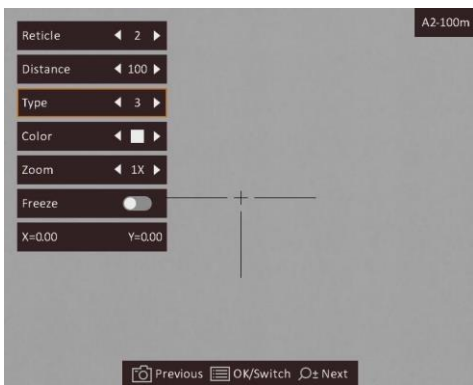 A2-100m
Reticle 2
Distance 100
Type 3
Color
Zoom 1X
Freeze
X=0.00 Y=0.00
Previous OK/Switch Next